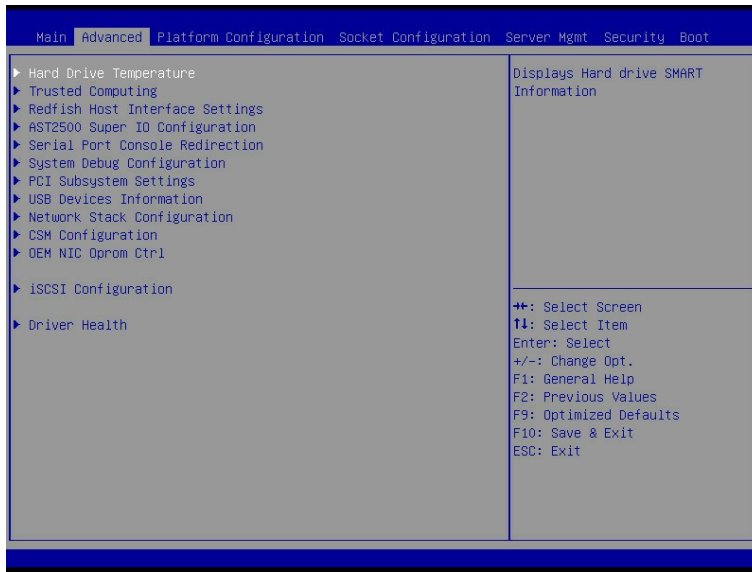 Main Advanced Platform Configuration Socket Configuration Server Mgmt Security Boot
Hard Drive Temperature
Trusted Computing
Redfish Host Interface Settings
AST2500 Super IO Configuration
Serial Port Console Redirection
System Debug Configuration
PCI Subsystem Settings
USB Devices Information
Network Stack Configuration
CSM Configuration
OEM NIC Oprom Ctrl
iSCSI Configuration
Driver Health
Displays Hard drive SMART
Information
→←: Select Screen
↑↓: Select Item
Enter: Select
+/-: Change Opt.
F1: General Help
F2: Previous Values
F9: Optimized Defaults
F10: Save & Exit
ESC: Exit